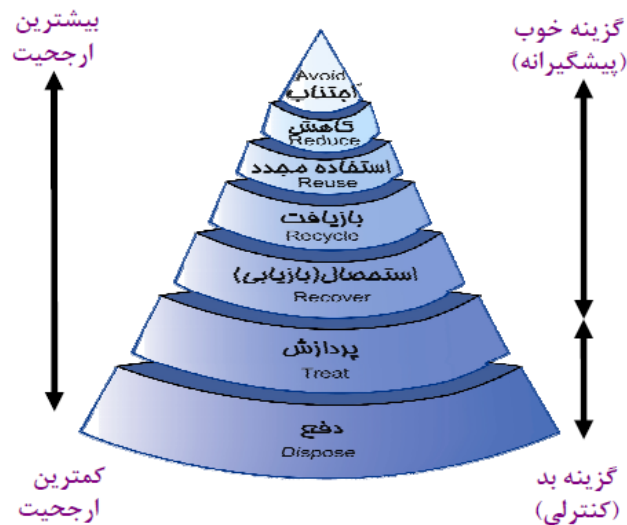 بیشترین
ارجحیت
گزینه خوب
(پیشگیرانه)
Avoid
اجتناب
کاهش
Reduce
استفاده مجدد
Reuse
بازیافت
Recycle
استحصال(بازیابی)
Recover
پردازش
Treat
دفع
Dispose
کمترین
ارجحیت
گزینه بد
(کنترلی)